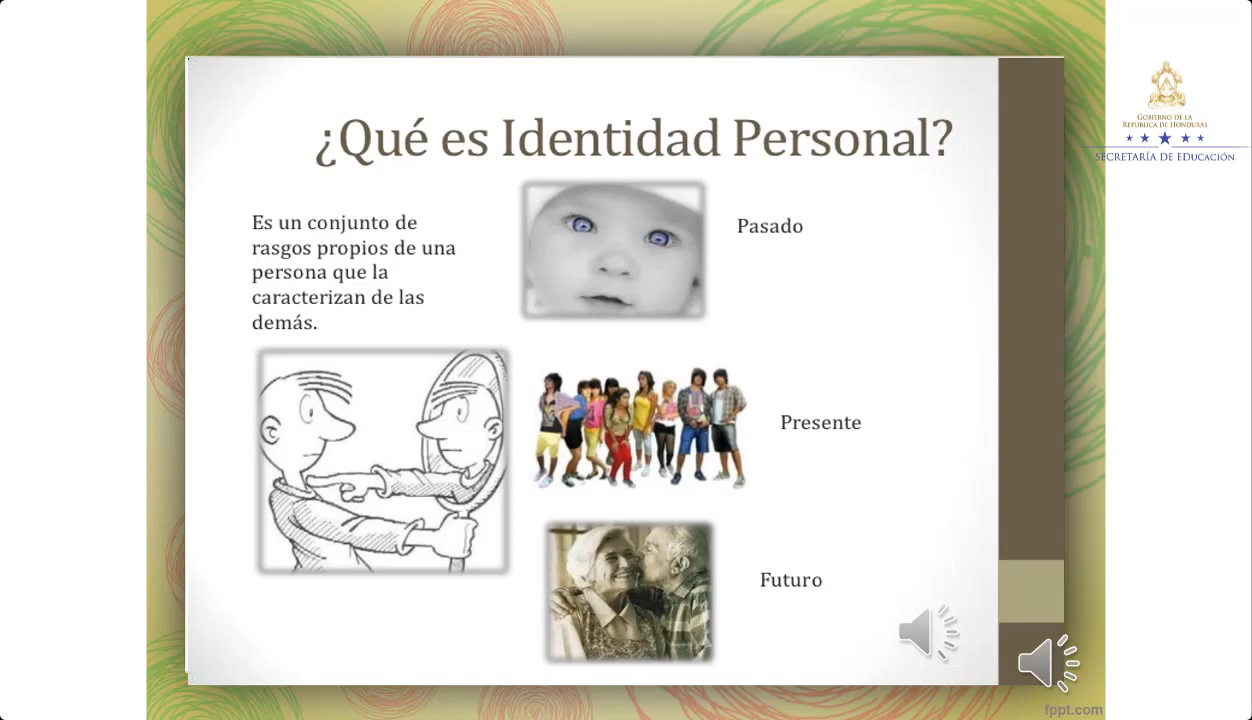 ¿Qué es Identidad Personal?
Es un conjunto de
rasgos propios de una
persona que la
caracterizan de las
demás.
Pasado
Presente
Futuro
GOBIERNO DE LA
REPÚBLICA DE HONDURAS
SECRETARÍA DE EDUCACIÓN
fppt.com